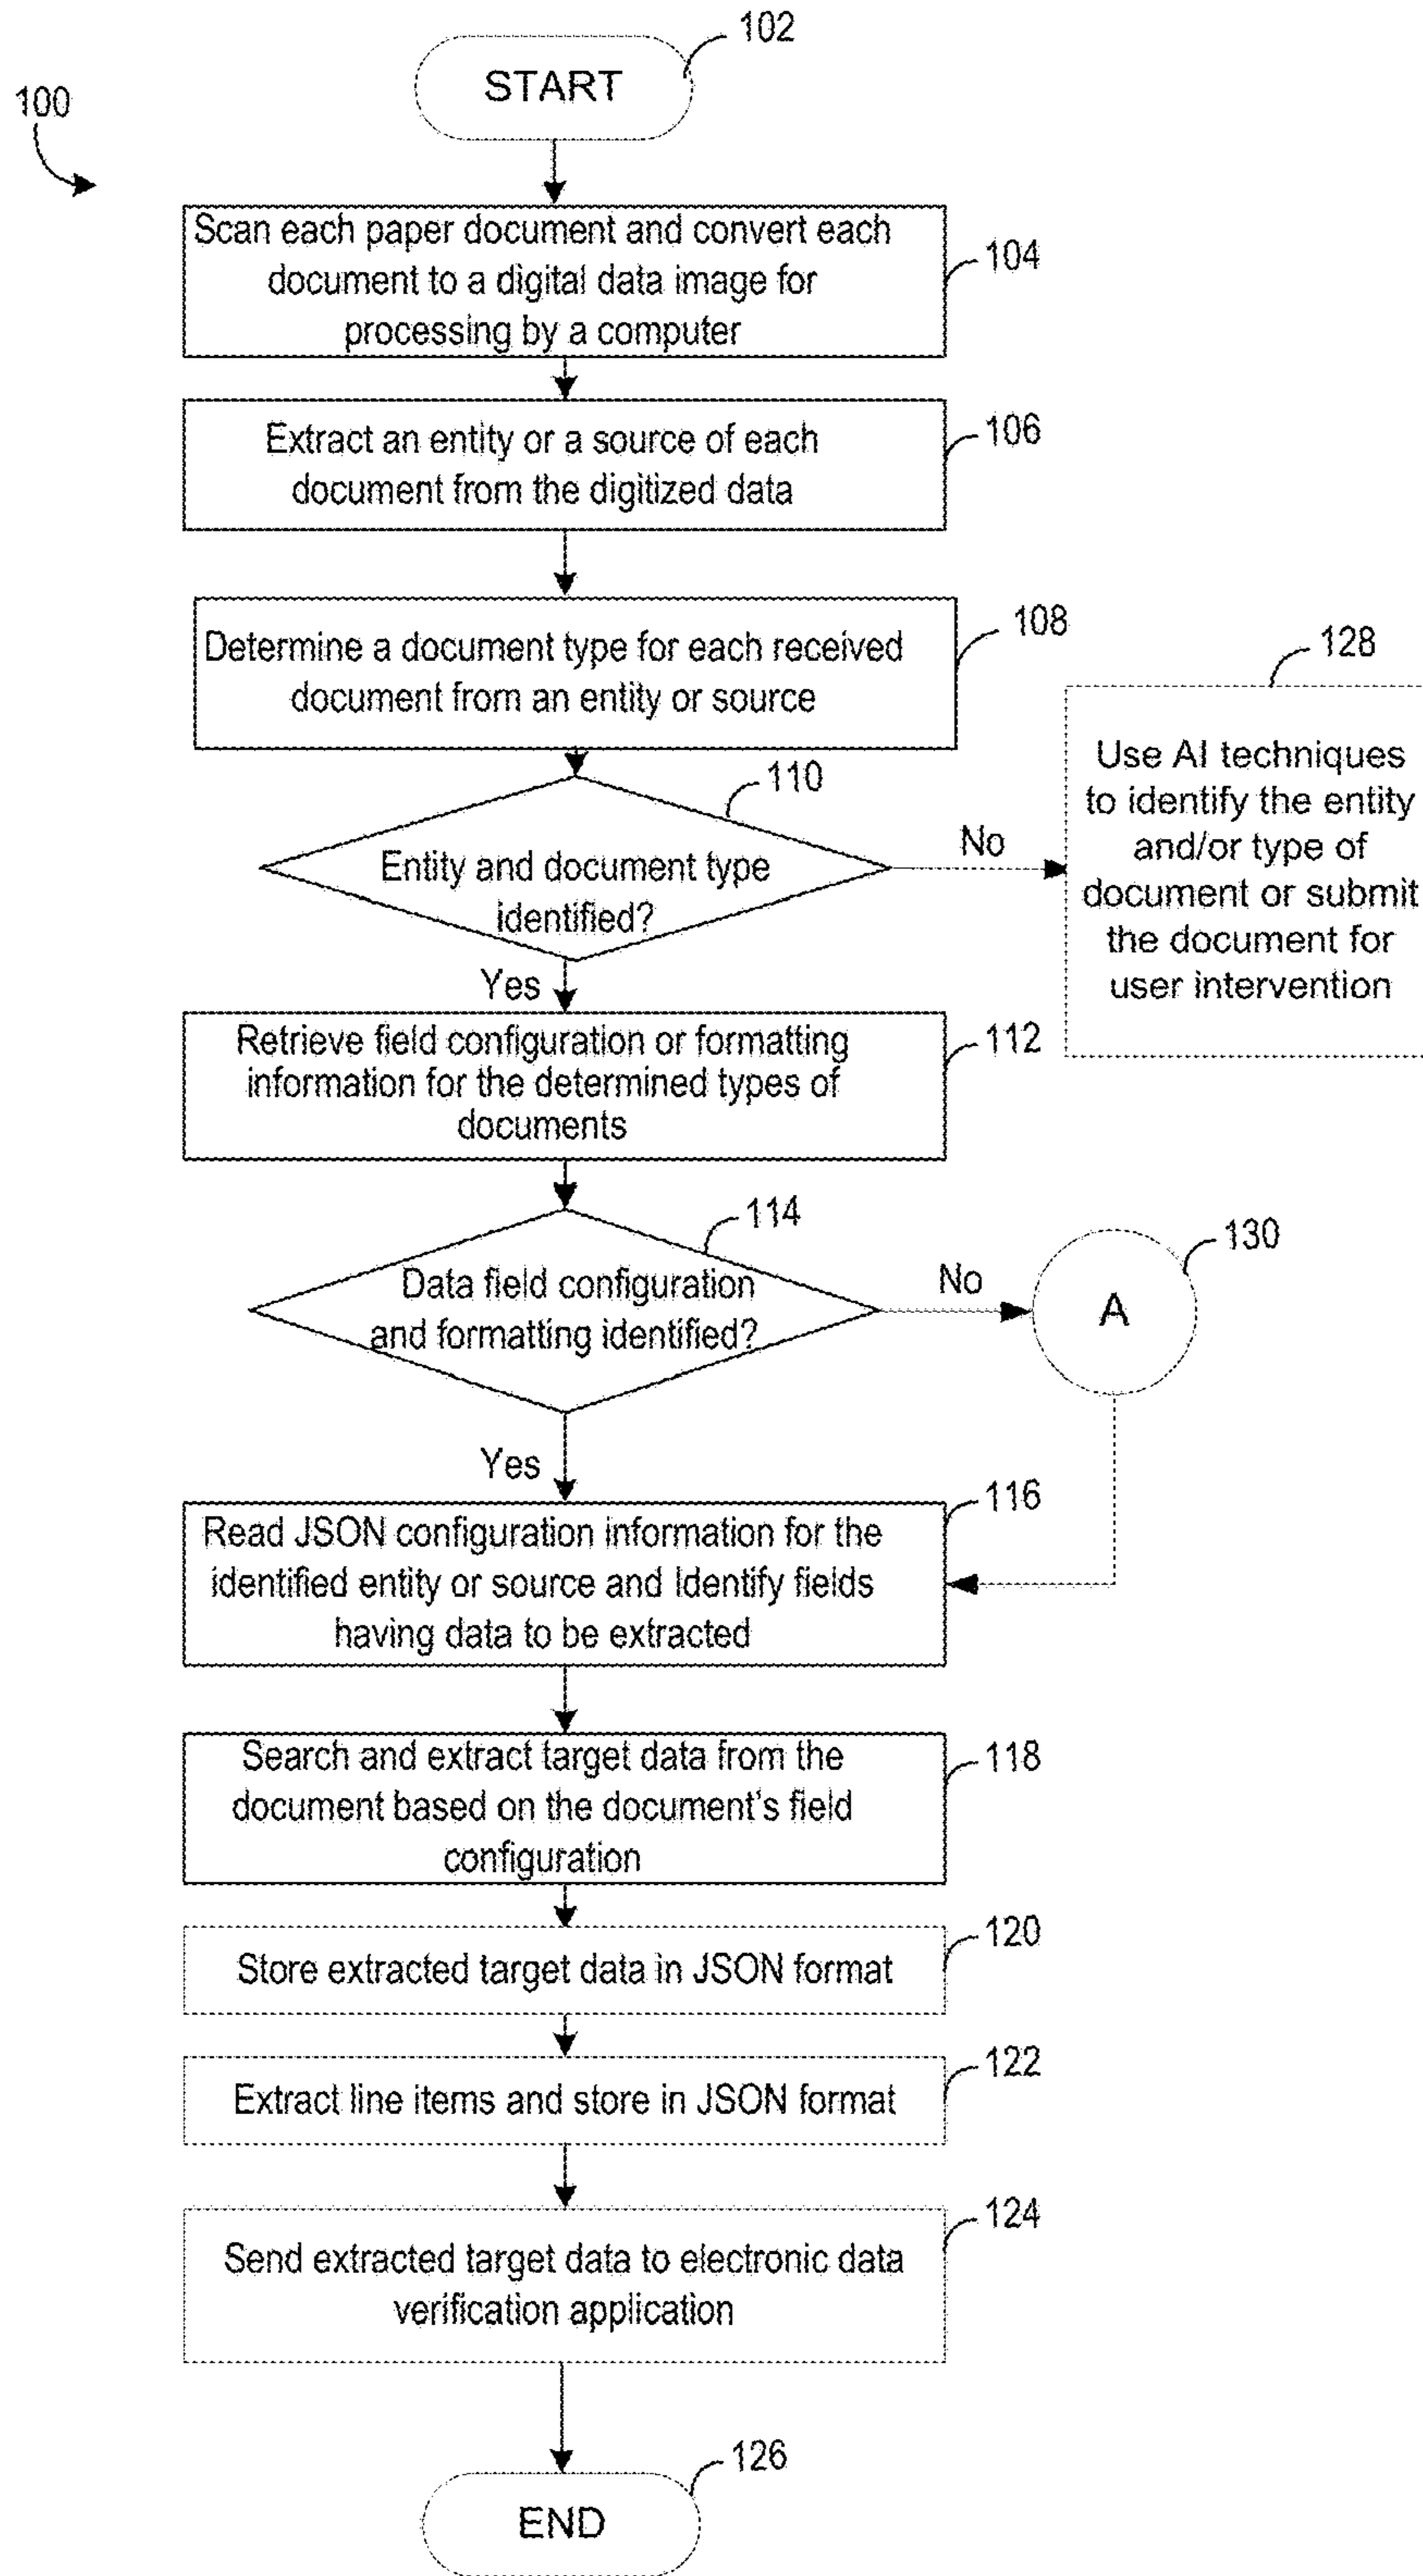 102
START
100
Scan each paper document and convert each
document to a digital data image for
processing by a computer
104
Extract an entity or a source of each
document from the digitized data
106
Determine a document type for each received
document from an entity or source
108
128
Use AI techniques
to identify the entity
and/or type of
document or submit
the document for
user intervention
110
Entity and document type
identified?
No
Yes
Retrieve field configuration or formatting
information for the determined types of
documents
112
114
Data field configuration
and formatting identified?
No
130
A
Yes
Read JSON configuration information for the
identified entity or source and Identify fields
having data to be extracted
116
Search and extract target data from the
document based on the document's field
configuration
118
Store extracted target data in JSON format
120
Extract line items and store in JSON format
122
Send extracted target data to electronic data
verification application
124
126
END